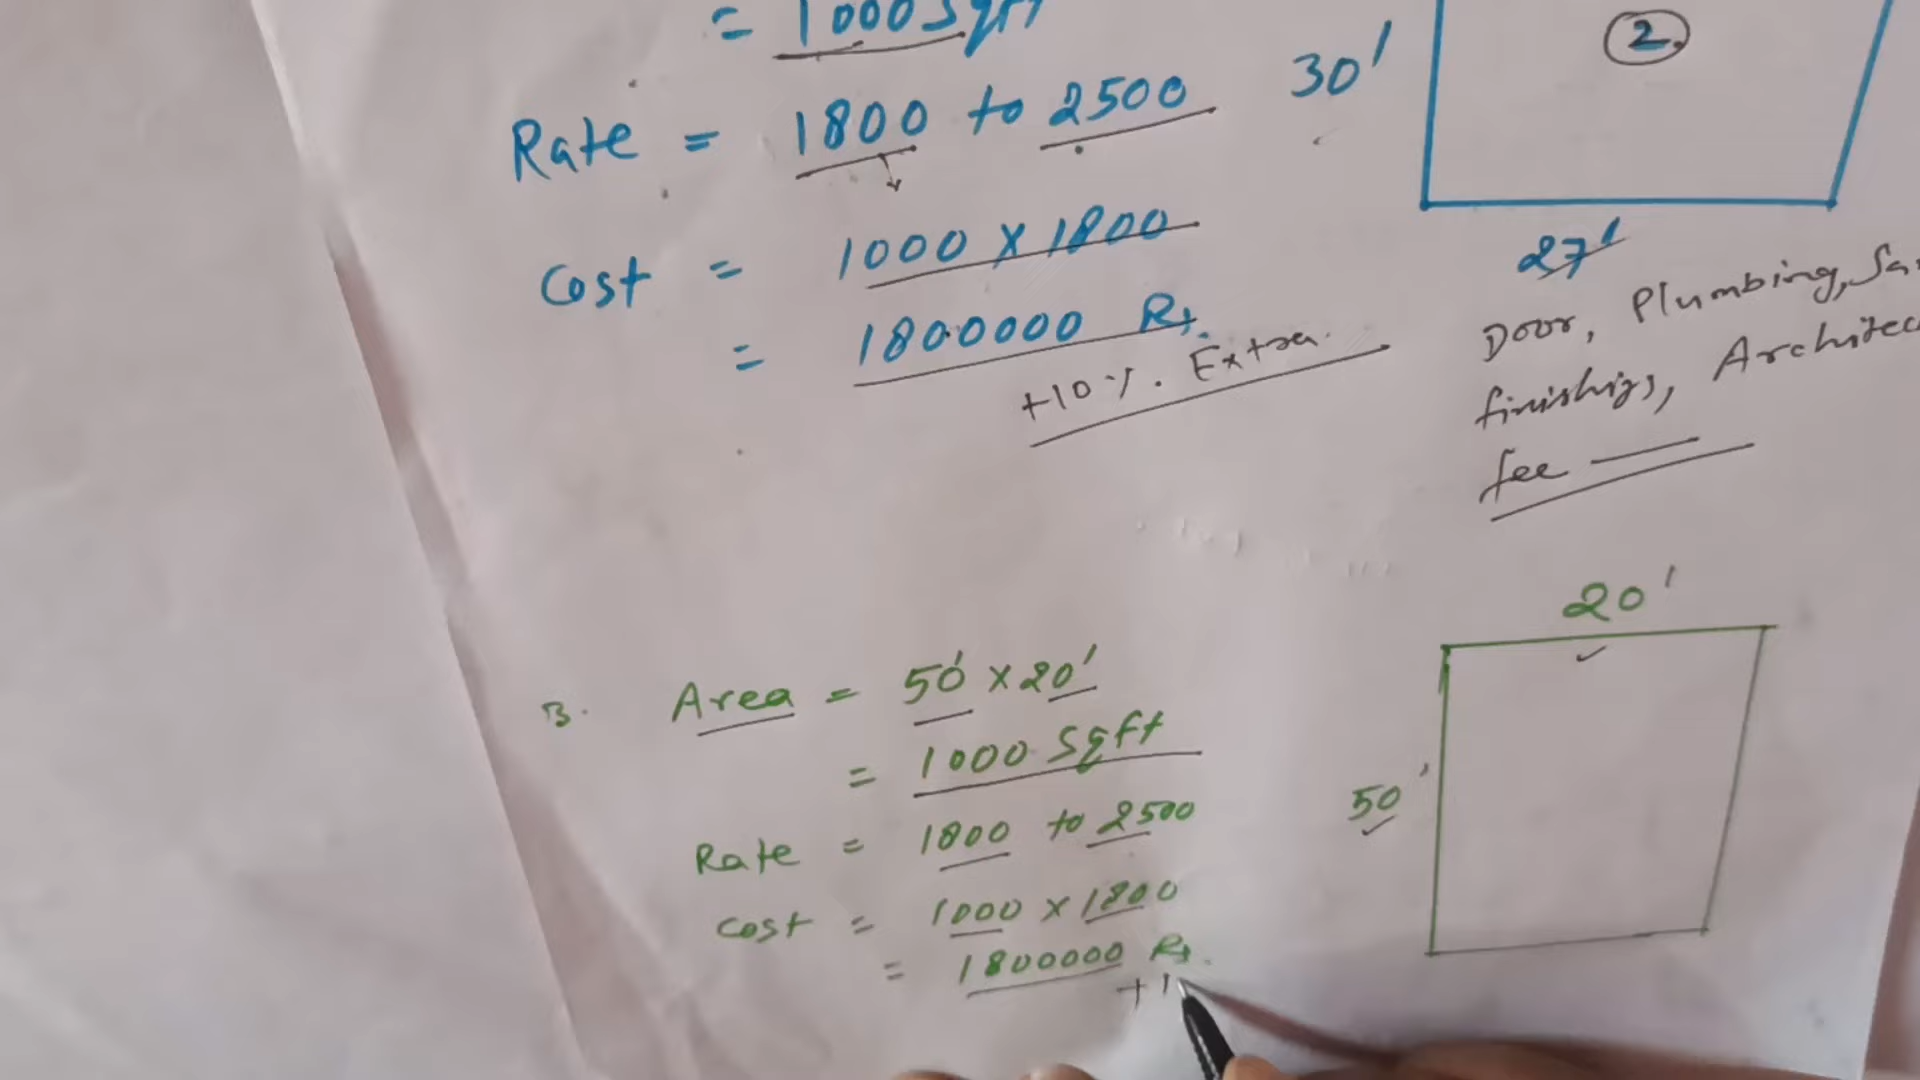 = 1000 Sqft
Rate = 1800 to 2500
Cost = 1000 X 1800
= 1800000 Rs.
+10%. Extra.
2.
30'
27'
Door, Plumbing, Sa
finishings, Architec
fee
3. Area = 50' X 20'
= 1000 Sqft
Rate = 1800 to 2500
Cost = 1000 X 1800
= 1800000 Rs.
+1
20'
50'